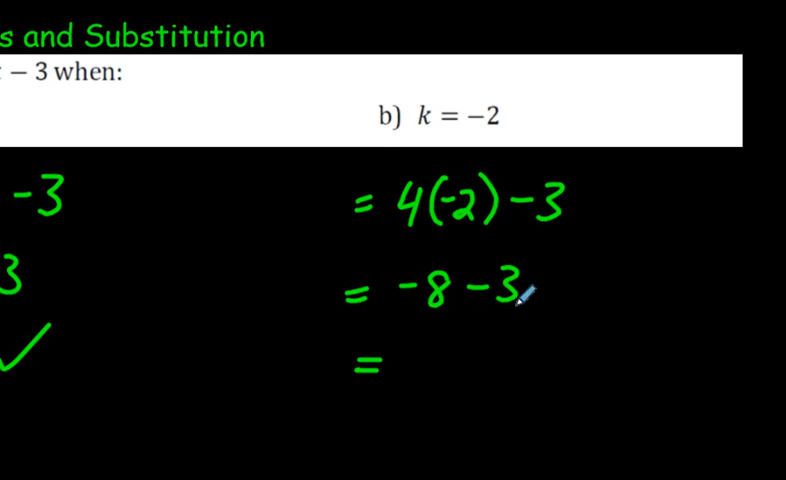 s and Substitution
- 3 when:
b) k = -2
-3
= 4(-2) - 3
3
= -8 - 3
=